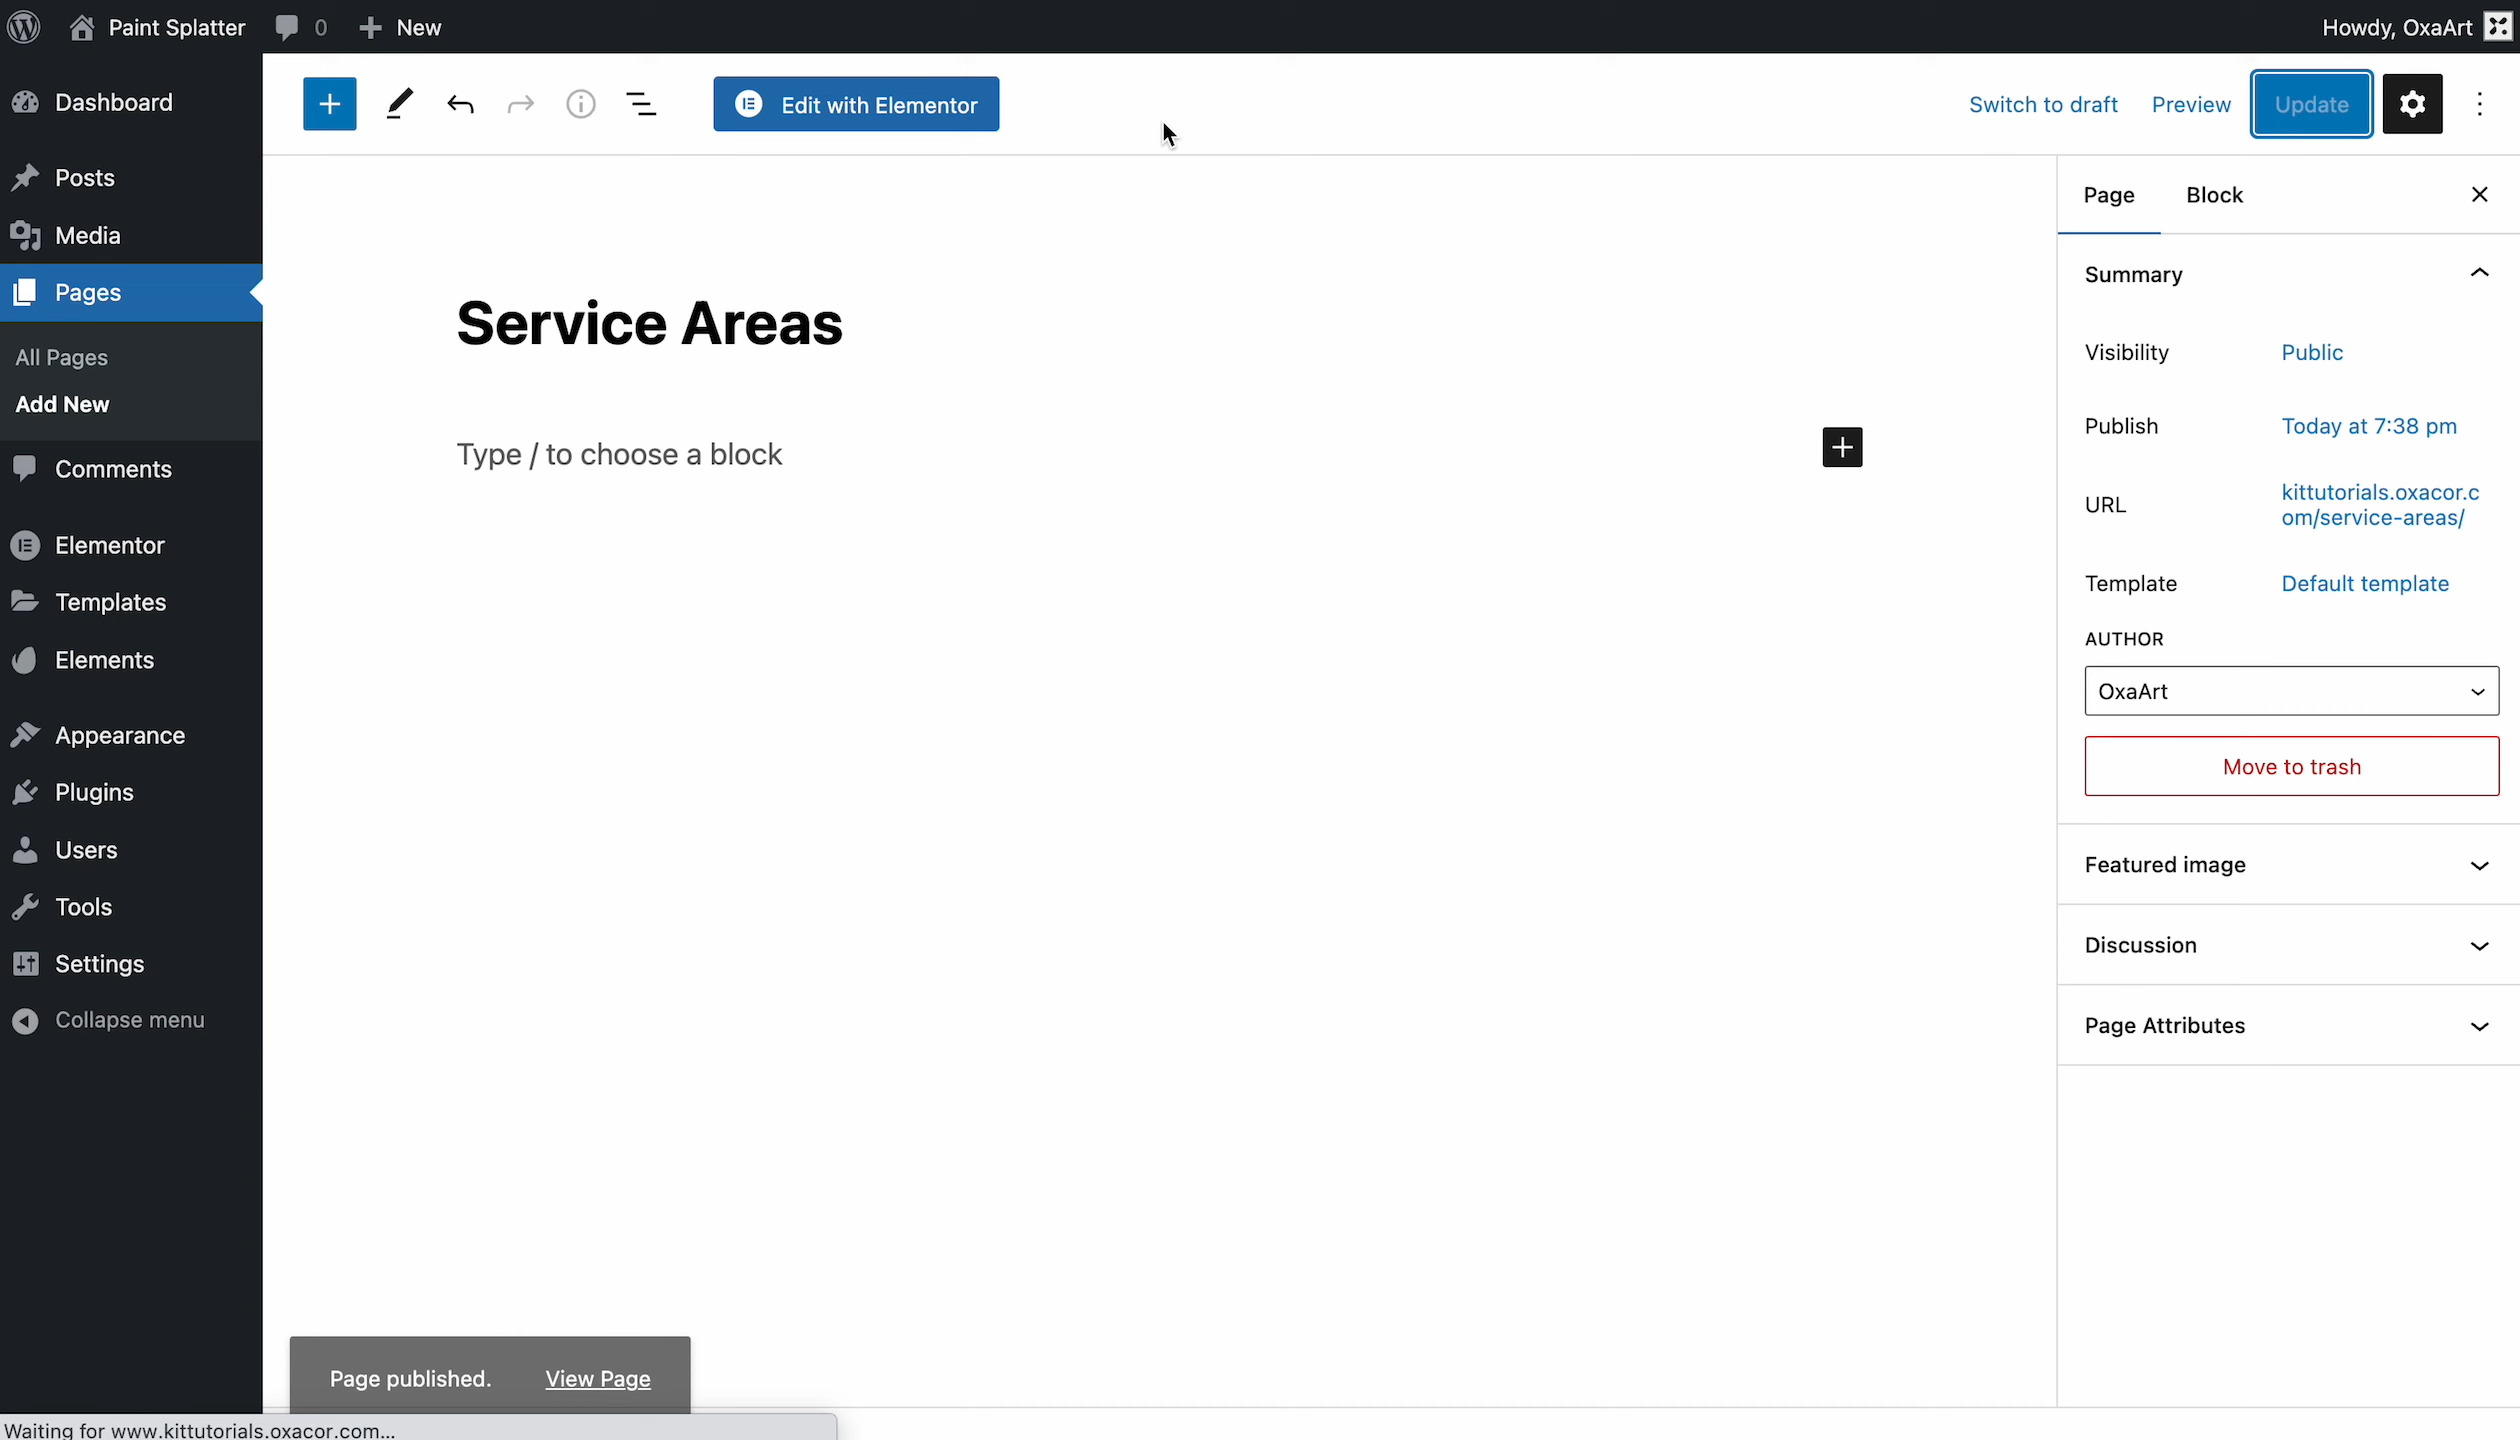 Paint Splatter
0
New
Howdy, OxaArt
Dashboard
Posts
Media
Pages
All Pages
Add New
Comments
Elementor
Templates
Elements
Appearance
Plugins
Users
Tools
Settings
Collapse menu
Edit with Elementor
Switch to draft
Preview
Update
Service Areas
Type / to choose a block
Page
Block
Summary
Visibility
Public
Publish
Today at 7:38 pm
URL
kittutorials.oxacor.c
om/service-areas/
Template
Default template
AUTHOR
OxaArt
Move to trash
Featured image
Discussion
Page Attributes
Page published.
View Page
Waiting for www.kittutorials.oxacor.com...